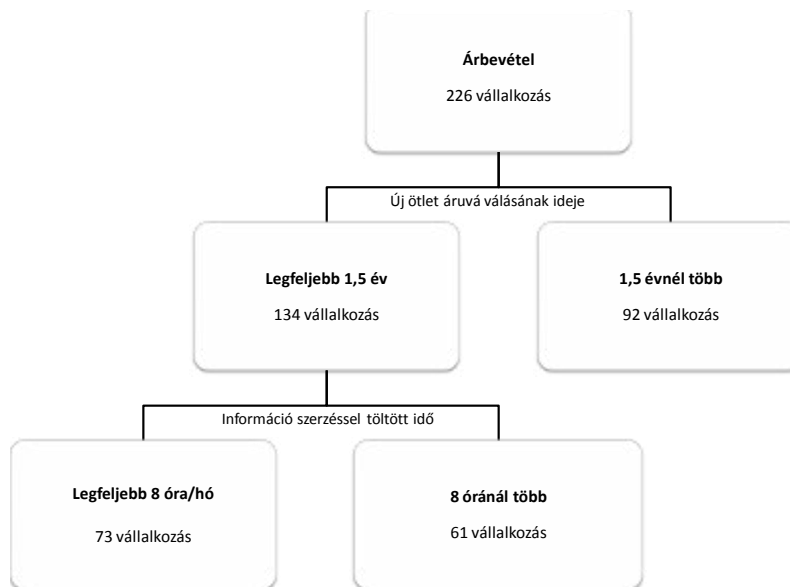 Árbevétel
226 vállalkozás
Új ötlet áruvá válásának ideje
Legfeljebb 1,5 év
134 vállalkozás
1,5 évnél több
92 vállalkozás
Információ szerzéssel töltött idő
Legfeljebb 8 óra/hó
73 vállalkozás
8 óránál több
61 vállalkozás